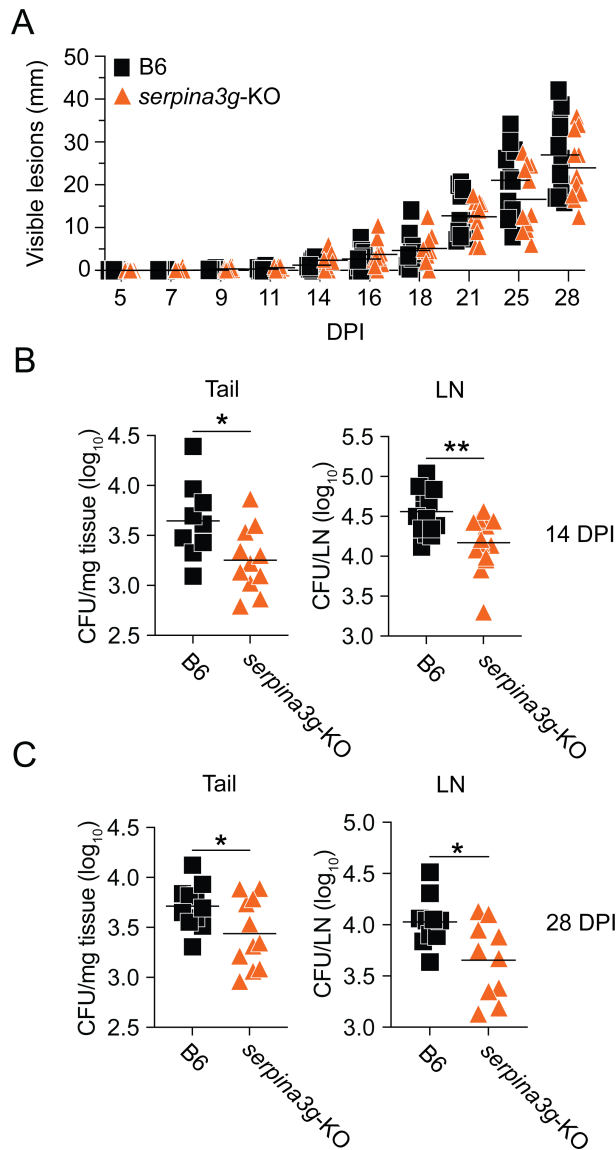 A
B6
serpina3g-KO
Visible lesions (mm)
50
40
30
20
10
0
5 7 9 11 14 16 18 21 25 28
DPI
B
Tail
*
CFU/mg tissue (log10)
4.5
4.0
3.5
3.0
2.5
B6
serpina3g-KO
LN
**
CFU/LN (log10)
5.5
5.0
4.5
4.0
3.5
3.0
B6
serpina3g-KO
14 DPI
C
Tail
*
CFU/mg tissue (log10)
4.5
4.0
3.5
3.0
2.5
B6
serpina3g-KO
LN
*
CFU/LN (log10)
5.0
4.5
4.0
3.5
3.0
B6
serpina3g-KO
28 DPI